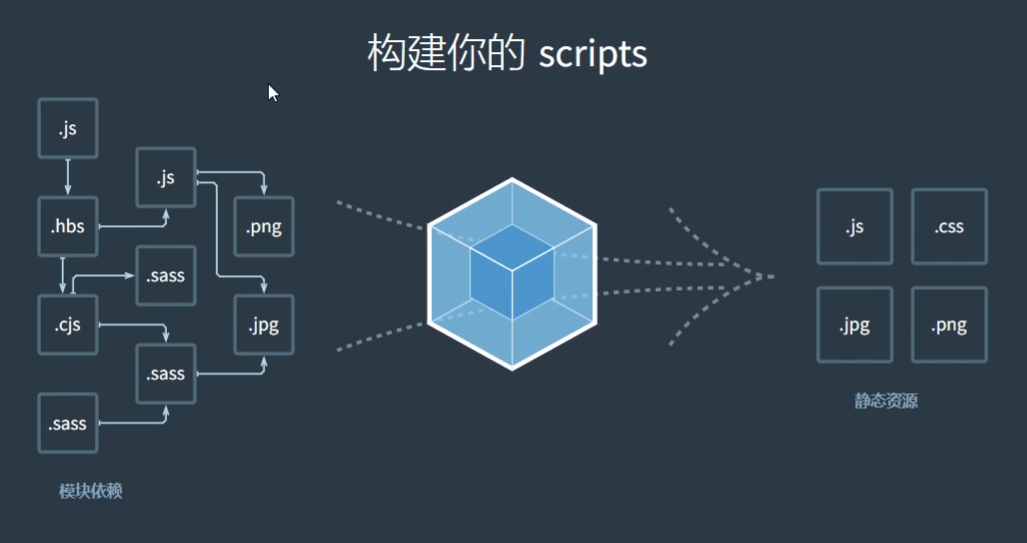 构建你的 scripts
.js
.js
.hbs
.png
.sass
.cjs
.jpg
.sass
.sass
模块依赖
.js
.css
.jpg
.png
静态资源